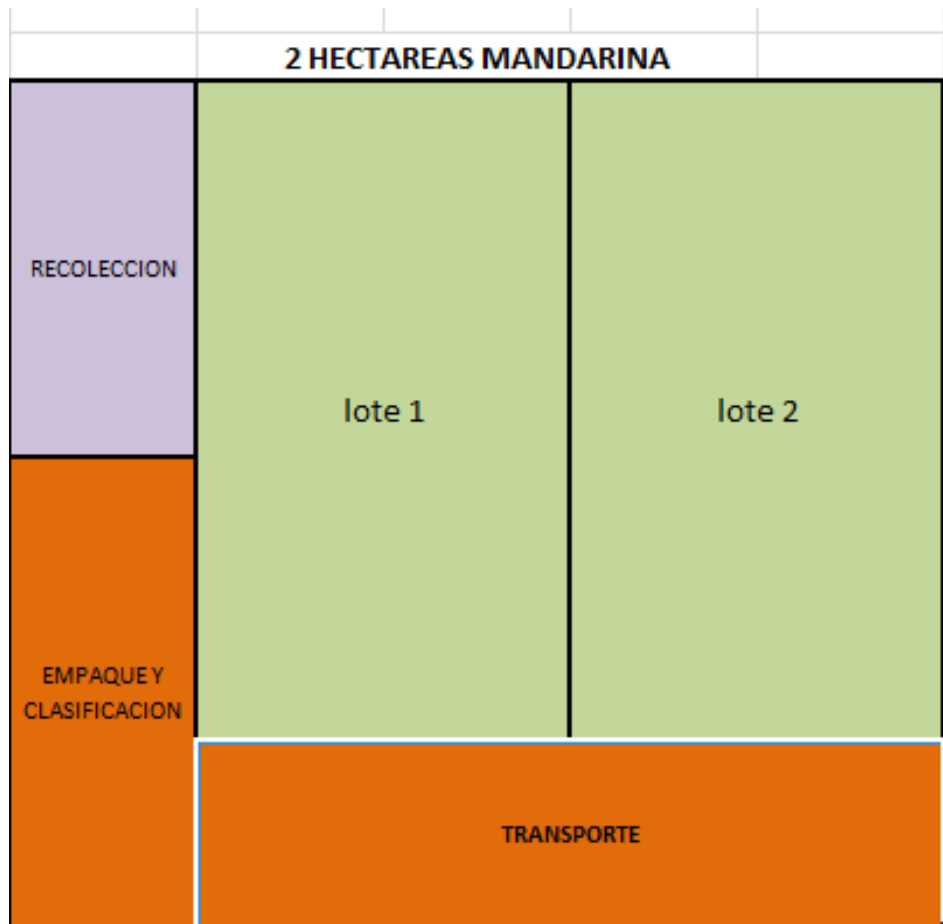 2 HECTAREAS MANDARINA
RECOLECCION
lote 1
lote 2
EMPAQUE Y
CLASIFICACION
TRANSPORTE